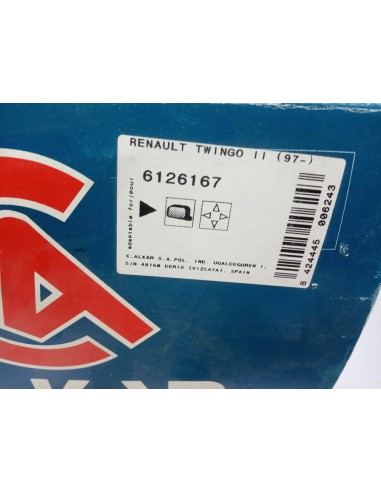 RENAULT TWINGO II (97-)
adaptable for/pour
6126167
C.ALKAR S.A.POL. IND. UGALDEGUREN I,
S/N 48160 DERIO (VIZCAYA). SPAIN
8 424445 006243